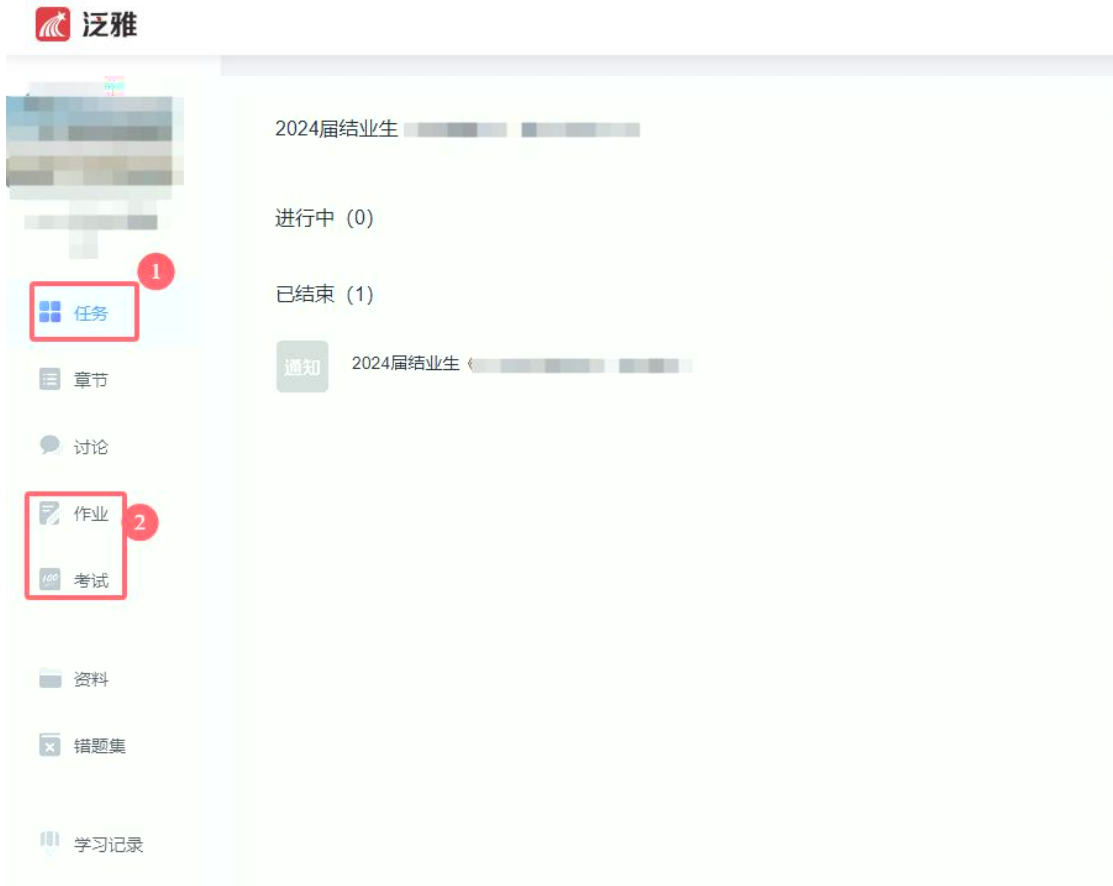 泛雅
2024届结业生
进行中（0）
已结束（1）
通知 2024届结业生《
1
任务
章节
讨论
作业
2
考试
资料
错题集
学习记录